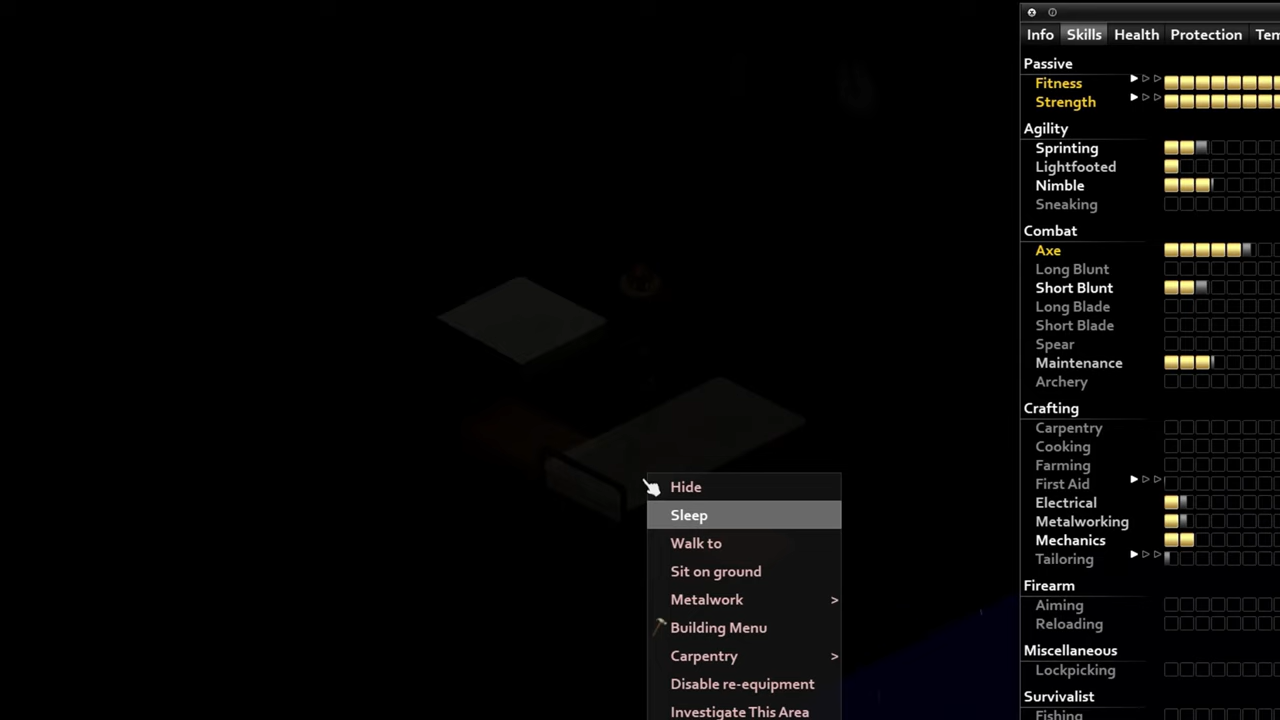 Info Skills Health Protection Tem
Passive
Fitness
Strength
Agility
Sprinting
Lightfooted
Nimble
Sneaking
Combat
Axe
Long Blunt
Short Blunt
Long Blade
Short Blade
Spear
Maintenance
Archery
Crafting
Carpentry
Cooking
Farming
First Aid
Electrical
Metalworking
Mechanics
Tailoring
Firearm
Aiming
Reloading
Miscellaneous
Lockpicking
Survivalist
Fishing
Hide
Sleep
Walk to
Sit on ground
Metalwork >
Building Menu
Carpentry >
Disable re-equipment
Investigate This Area